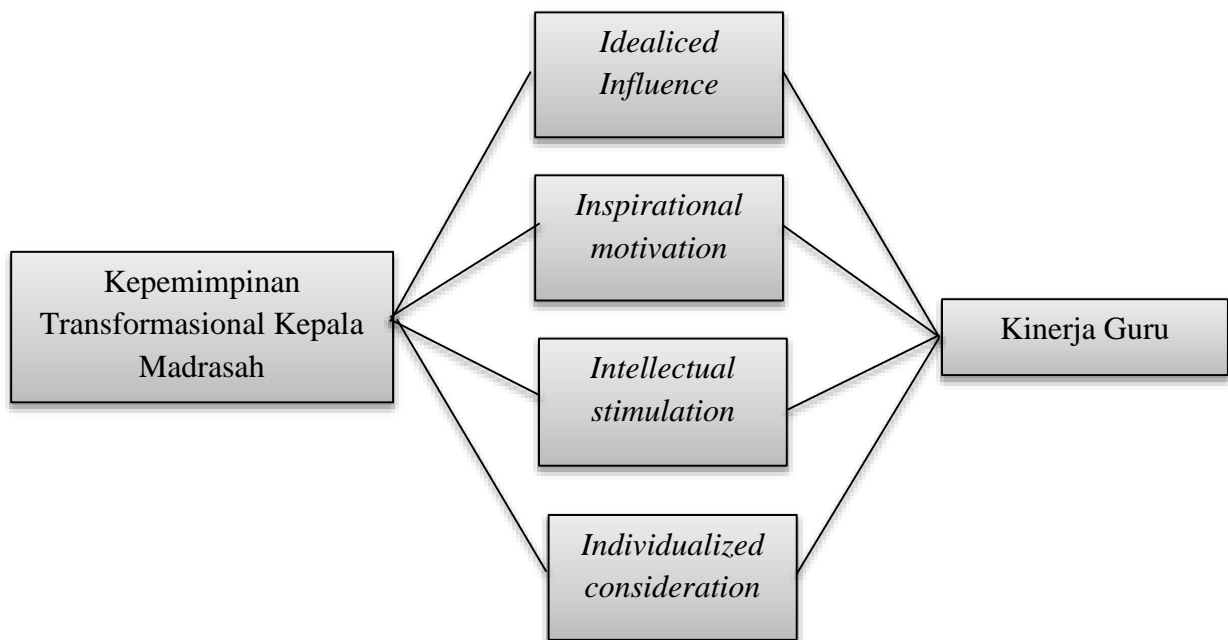 Idealiced
Influence
Inspirational
motivation
Kepemimpinan
Transformasional Kepala
Madrasah
Kinerja Guru
Intellectual
stimulation
Individualized
consideration